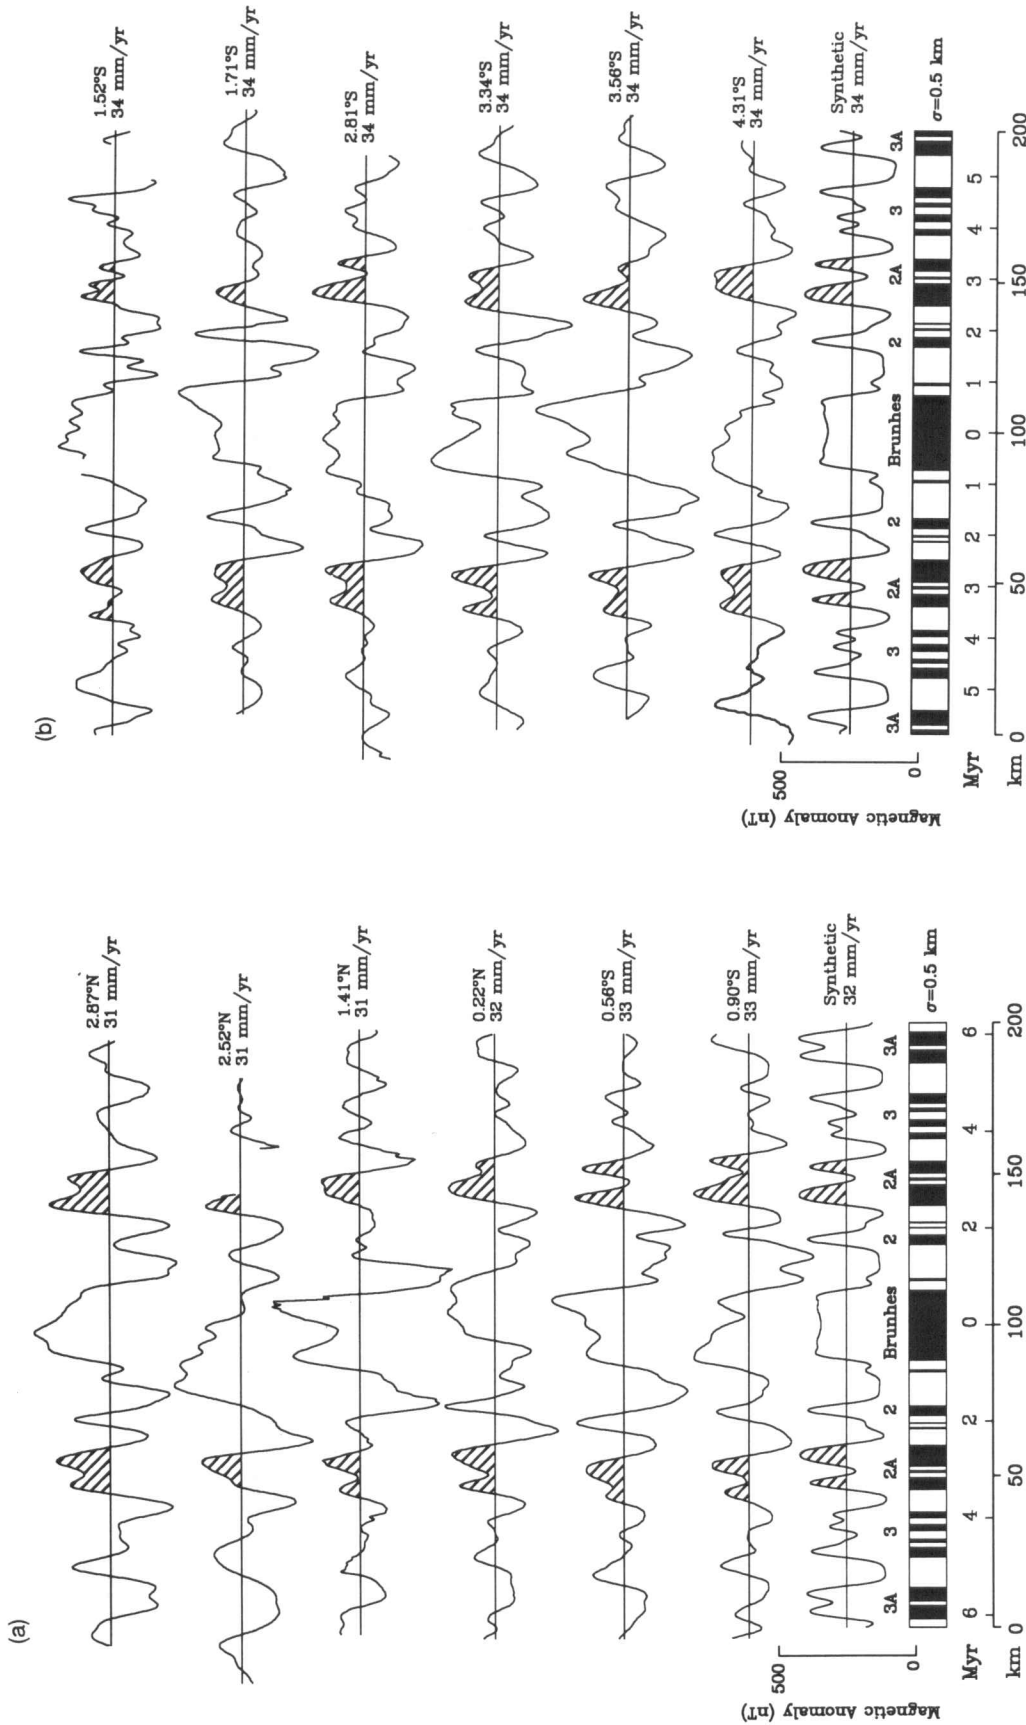 (a)
2.87°N
31 mm/yr
2.52°N
31 mm/yr
1.41°N
31 mm/yr
0.22°N
32 mm/yr
0.56°S
33 mm/yr
0.90°S
33 mm/yr
Synthetic
32 mm/yr
3A 3 2A 2 Brunhes 2 2A 3 3A
σ=0.5 km
500
0
Magnetic Anomaly (nT)
Myr 6 4 2 0 2 4 6
km 0 50 100 150 200
(b)
1.52°S
34 mm/yr
1.71°S
34 mm/yr
2.81°S
34 mm/yr
3.34°S
34 mm/yr
3.56°S
34 mm/yr
4.31°S
34 mm/yr
Synthetic
34 mm/yr
3A 3 2A 2 Brunhes 2 2A 3 3A
σ=0.5 km
500
0
Magnetic Anomaly (nT)
Myr 5 4 3 2 1 0 1 2 3 4 5
km 0 50 100 150 200